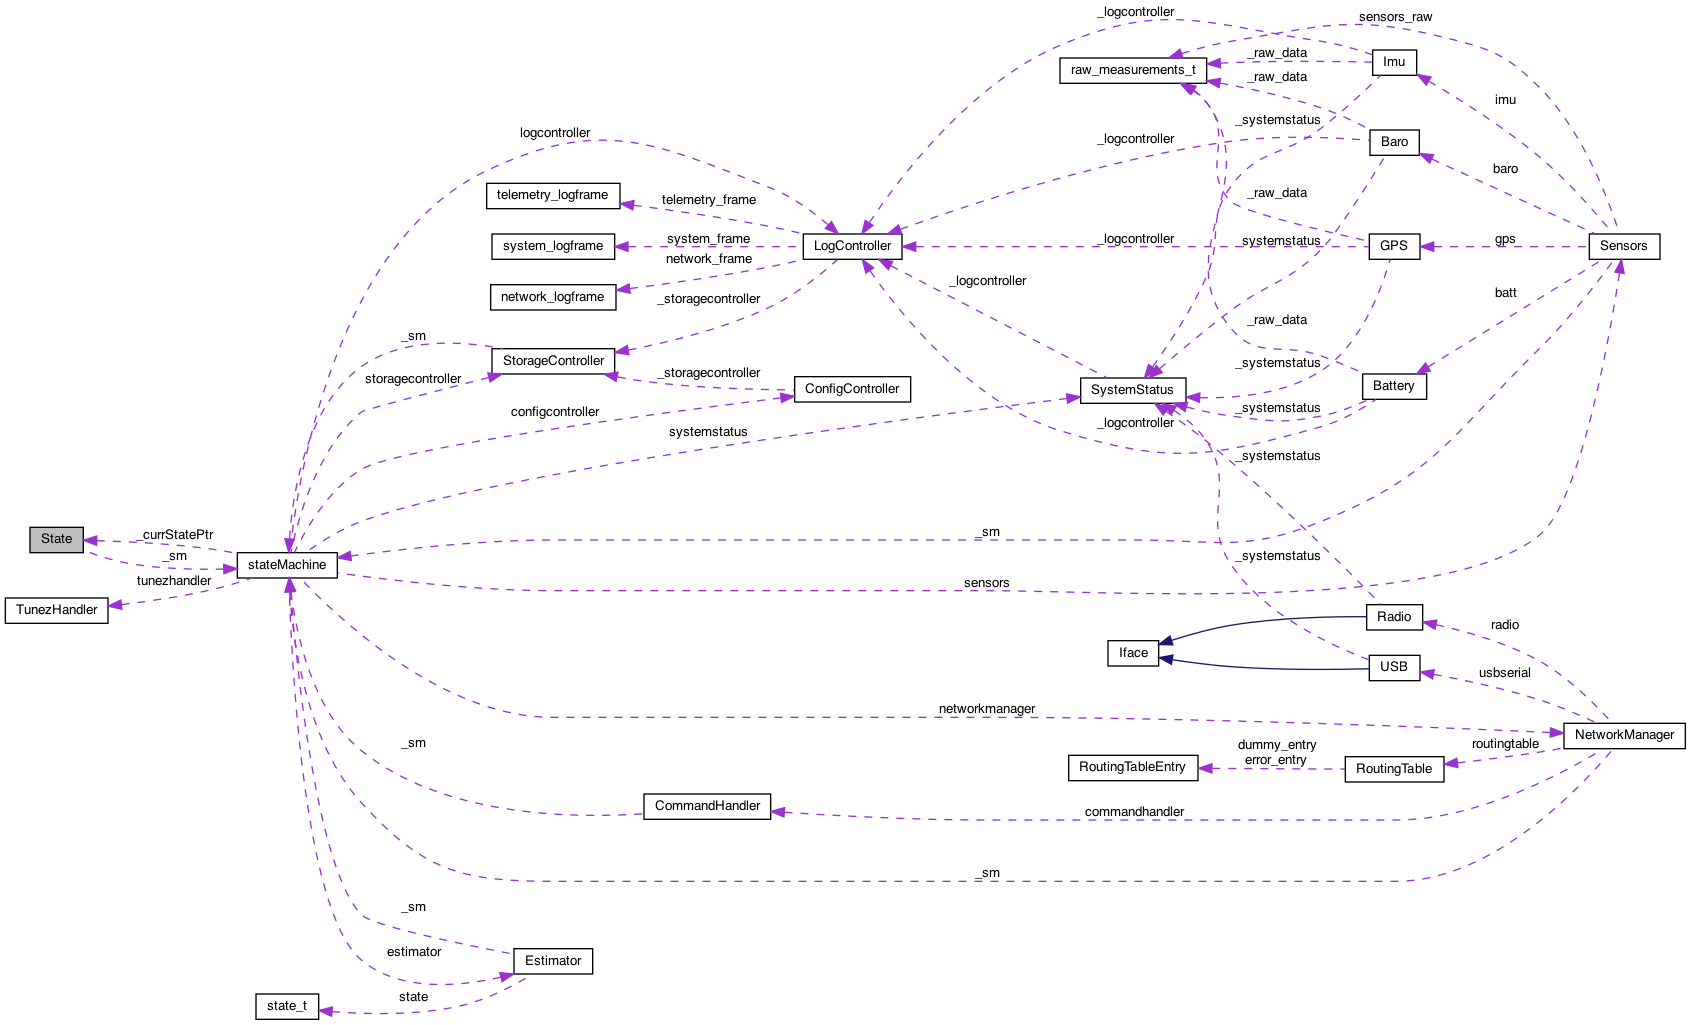 _logcontroller
sensors_raw
_raw_data
Imu
raw_measurements_t
_raw_data
imu
_systemstatus
logcontroller
_logcontroller
Baro
baro
telemetry_logframe
telemetry_frame
_raw_data
system_logframe
system_frame
LogController
_logcontroller
_systemstatus
GPS
gps
Sensors
network_frame
_logcontroller
network_logframe
_storagecontroller
batt
_raw_data
_sm
StorageController
_systemstatus
storagecontroller
_storagecontroller
ConfigController
SystemStatus
Battery
configcontroller
_systemstatus
systemstatus
_logcontroller
_systemstatus
State
_currStatePtr
_sm
_sm
_systemstatus
stateMachine
tunezhandler
sensors
TunezHandler
Radio
radio
Iface
USB
usbserial
networkmanager
NetworkManager
_sm
dummy_entry
error_entry
routingtable
RoutingTableEntry
RoutingTable
CommandHandler
commandhandler
_sm
_sm
estimator
Estimator
state
state_t